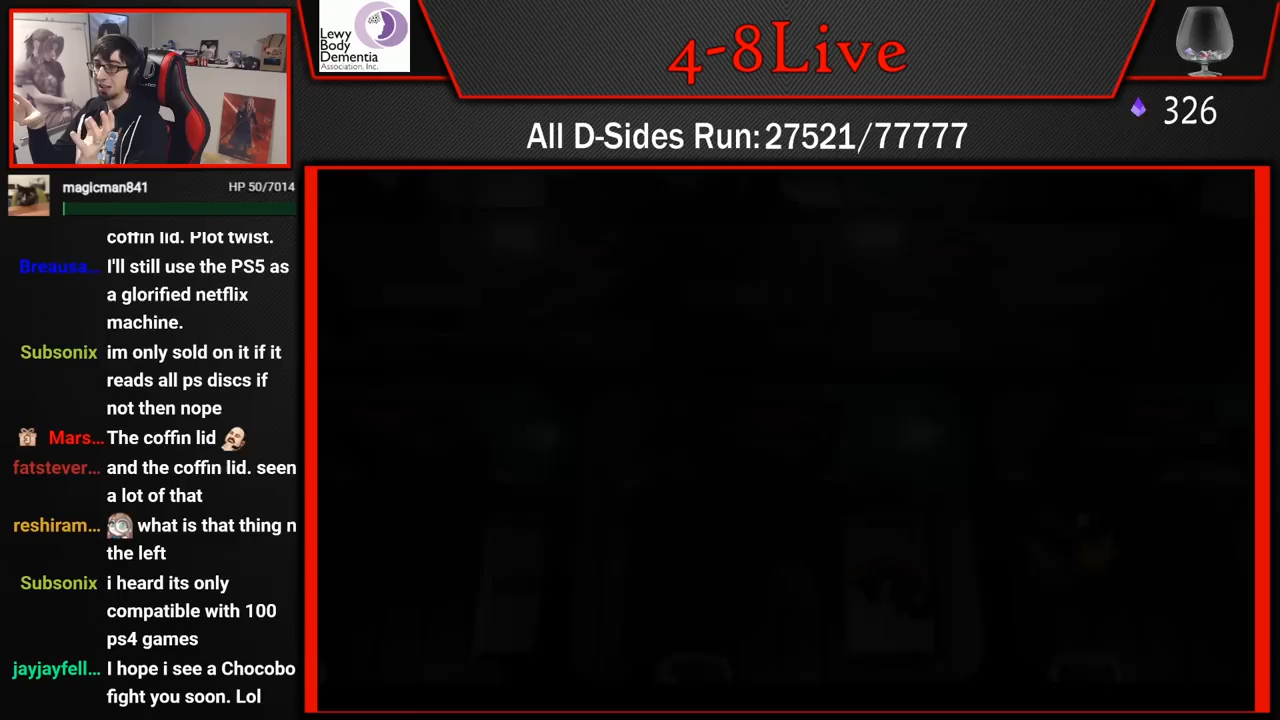 Lewy
Body
Dementia
Association, Inc.
4-8Live
326
All D-Sides Run: 27521/77777
magicman841 HP 50/7014
coffin lid. Plot twist.
Breausa... I'll still use the PS5 as
a glorified netflix
machine.
Subsonix im only sold on it if it
reads all ps discs if
not then nope
Mars... The coffin lid
fatstever... and the coffin lid. seen
a lot of that
reshiram... what is that thing n
the left
Subsonix i heard its only
compatible with 100
ps4 games
jayjayfell... I hope i see a Chocobo
fight you soon. Lol